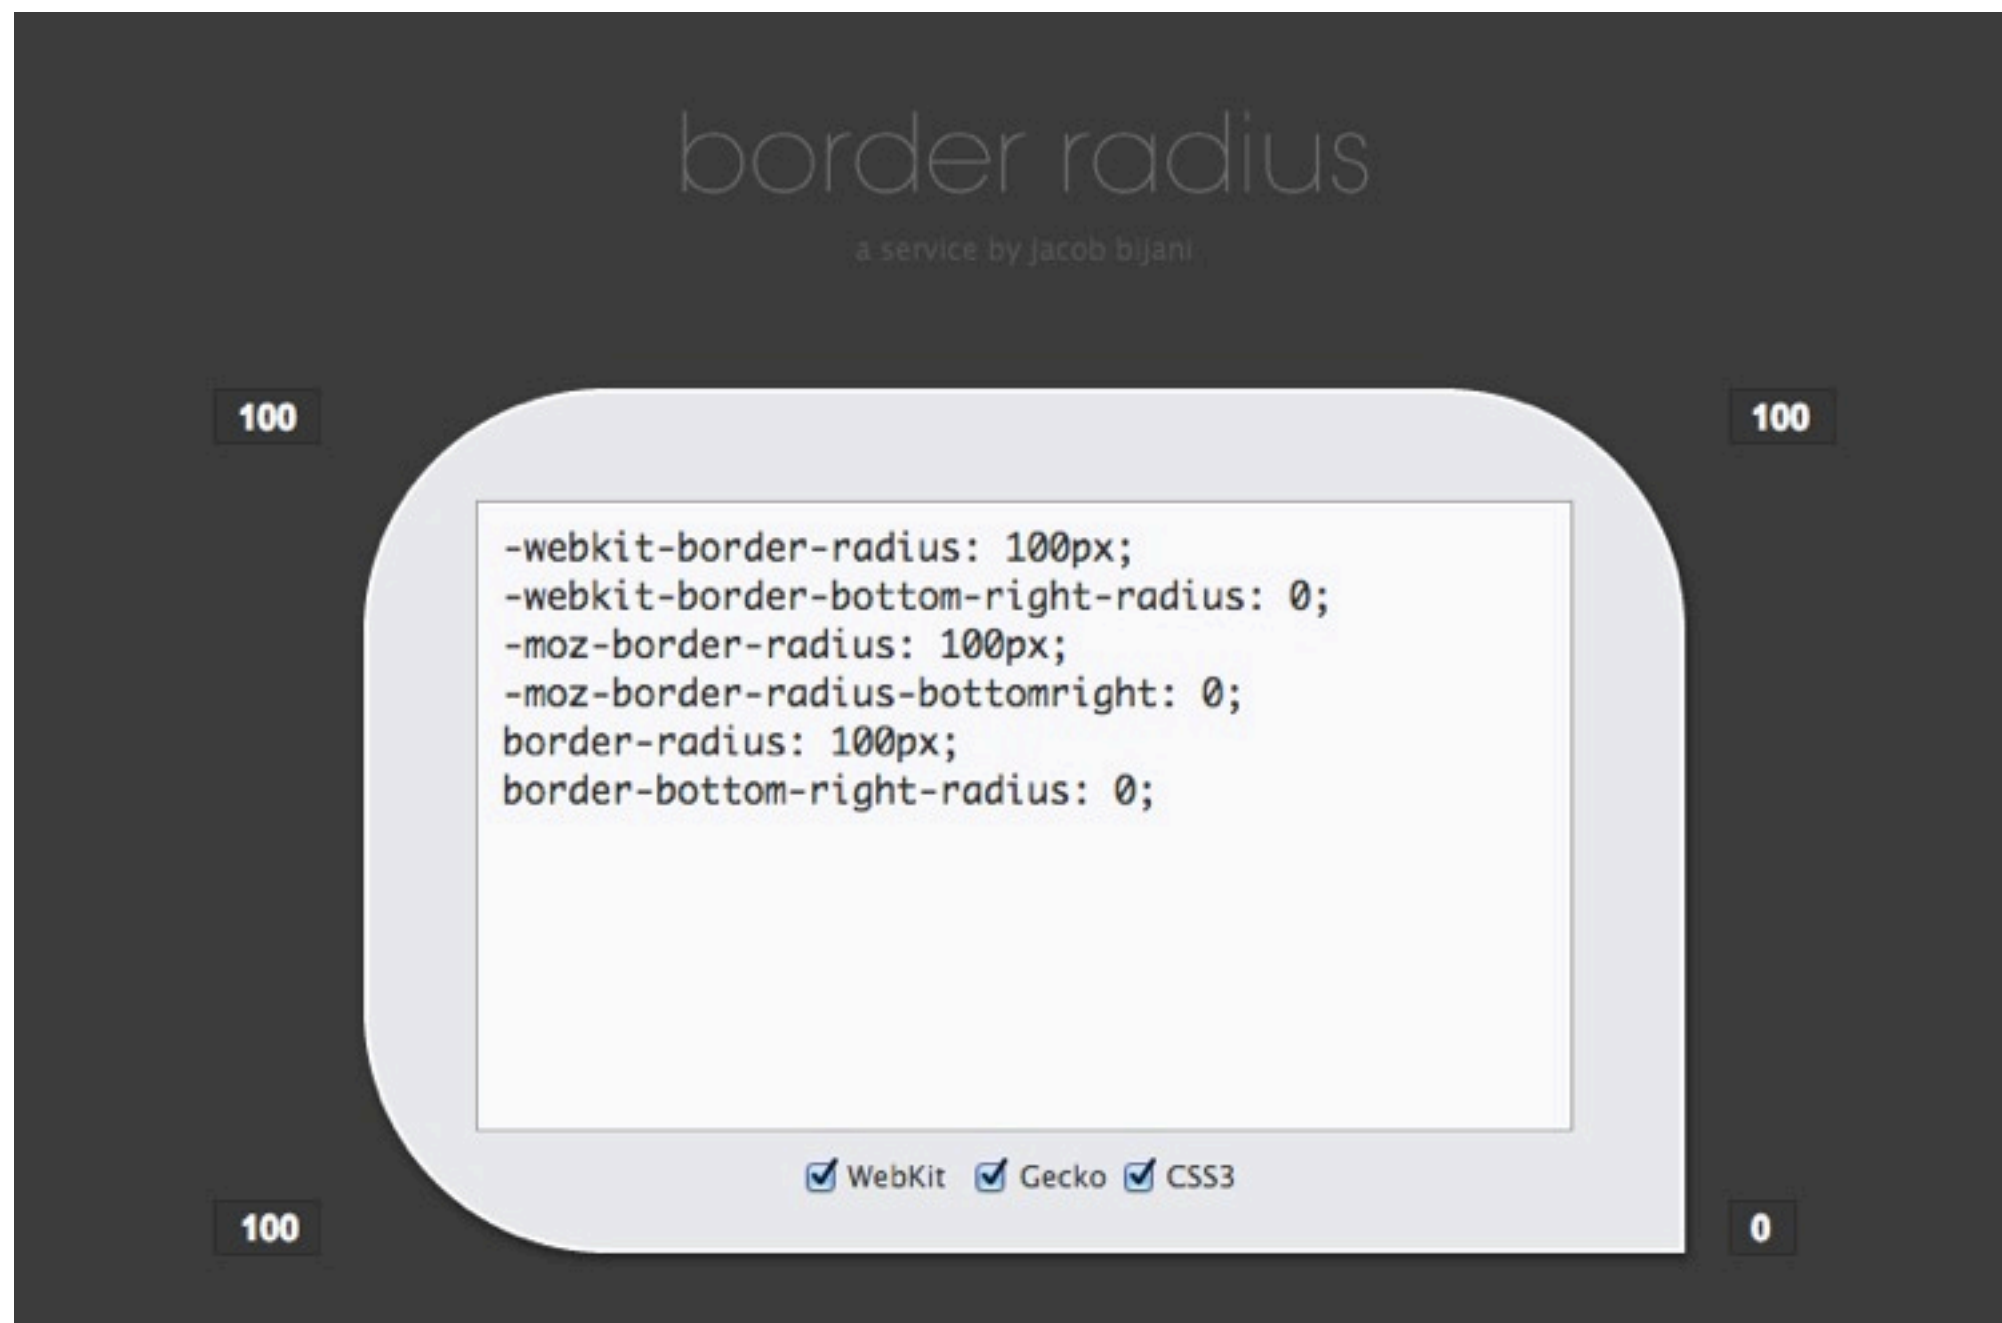 border radius
a service by jacob bijani
100
100
-webkit-border-radius: 100px;
-webkit-border-bottom-right-radius: 0;
-moz-border-radius: 100px;
-moz-border-radius-bottomright: 0;
border-radius: 100px;
border-bottom-right-radius: 0;
WebKit Gecko CSS3
100
0